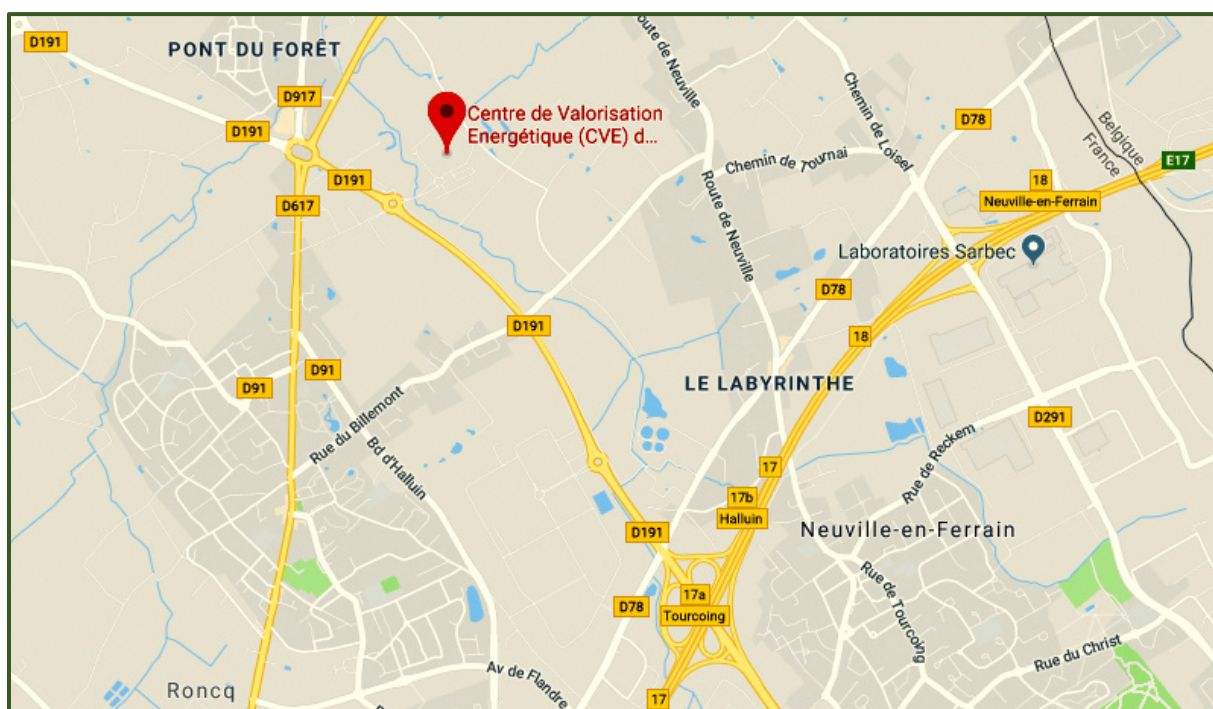 D191
PONT DU FORÊT
D917
D191
D191
D617
Centre de Valorisation
Energétique (CVE) d...
oute de Neuville
Chemin de Loisel
D78
Belgique
France
E17
Chemin de Tournai
18
Neuville-en-Ferrain
Route de Neuville
Laboratoires Sarbec
D78
D191
18
D91
D91
LE LABYRINTHE
Rue du Billemont
Bd d'Halluin
D291
Rue de Reckem
17
17b
Halluin
D191
Neuville-en-Ferrain
17a
Tourcoing
D78
Rue de Tourcoing
Rue du Christ
Av de Flandre
Roncq
17